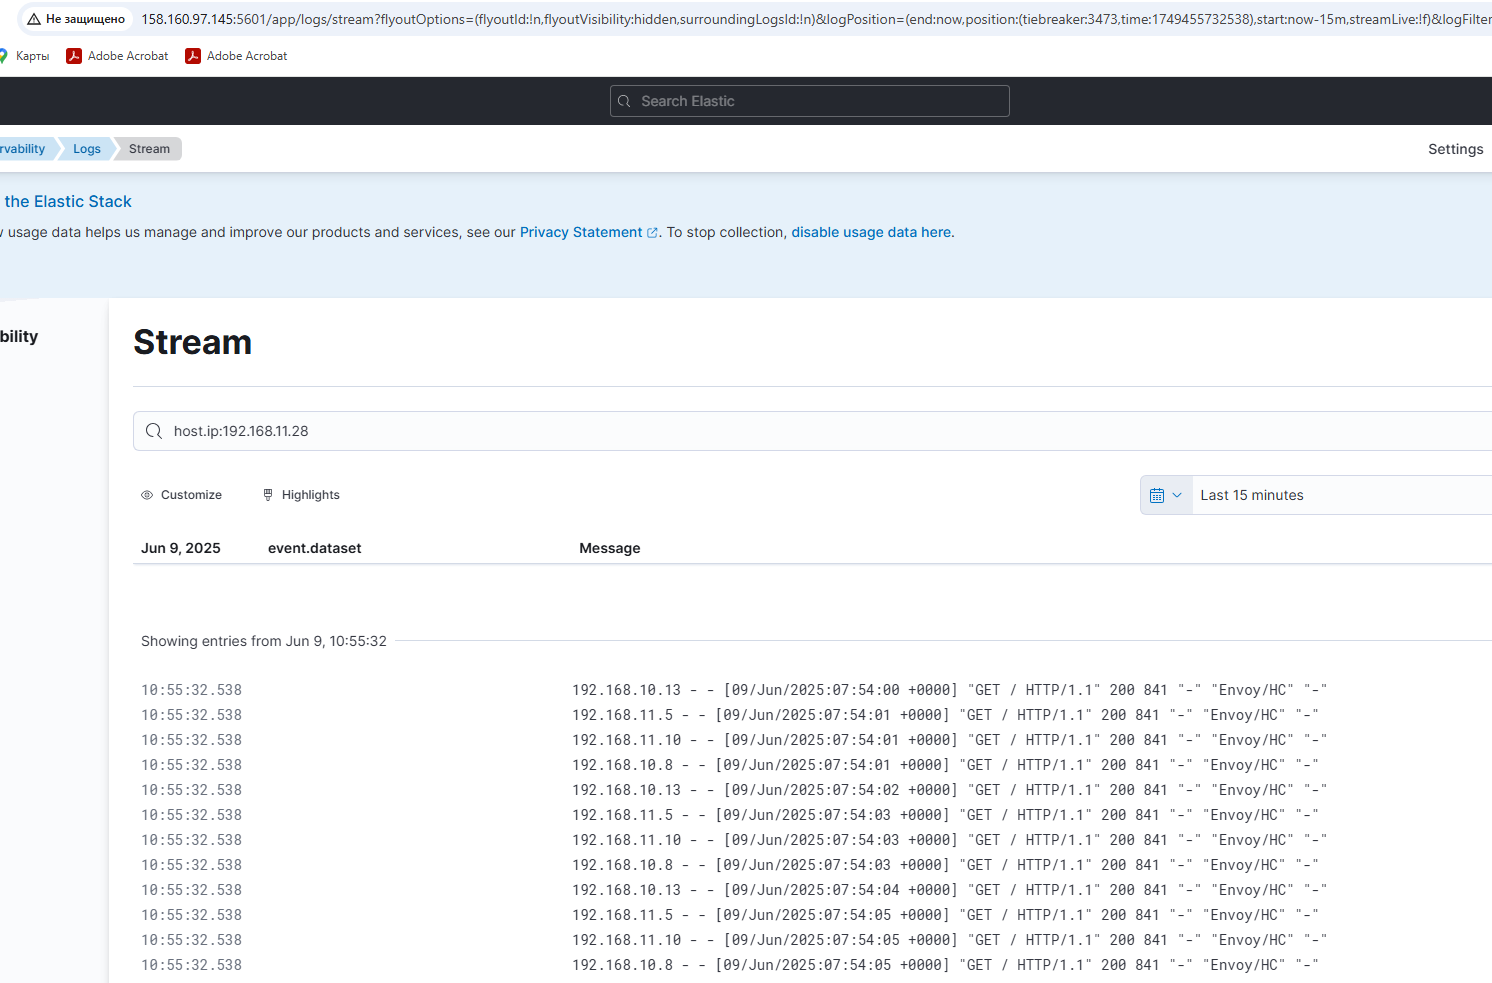 Не защищено 158.160.97.145:5601/app/logs/stream?flyoutOptions=(flyoutId:!n,flyoutVisibility:hidden,surroundingLogsId:!n)&logPosition=(end:now,position:(tiebreaker:3473,time:1749455732538),start:now-15m,streamLive:!f)&logFilter
Карты Adobe Acrobat Adobe Acrobat
Search Elastic
rvability Logs Stream Settings
the Elastic Stack
usage data helps us manage and improve our products and services, see our Privacy Statement. To stop collection, disable usage data here.
bility
Stream
host.ip:192.168.11.28
Customize Highlights Last 15 minutes
Jun 9, 2025 event.dataset Message
Showing entries from Jun 9, 10:55:32
10:55:32.538 192.168.10.13 - - [09/Jun/2025:07:54:00 +0000] "GET / HTTP/1.1" 200 841 "-" "Envoy/HC" "-"
10:55:32.538 192.168.11.5 - - [09/Jun/2025:07:54:01 +0000] "GET / HTTP/1.1" 200 841 "-" "Envoy/HC" "-"
10:55:32.538 192.168.11.10 - - [09/Jun/2025:07:54:01 +0000] "GET / HTTP/1.1" 200 841 "-" "Envoy/HC" "-"
10:55:32.538 192.168.10.8 - - [09/Jun/2025:07:54:01 +0000] "GET / HTTP/1.1" 200 841 "-" "Envoy/HC" "-"
10:55:32.538 192.168.10.13 - - [09/Jun/2025:07:54:02 +0000] "GET / HTTP/1.1" 200 841 "-" "Envoy/HC" "-"
10:55:32.538 192.168.11.5 - - [09/Jun/2025:07:54:03 +0000] "GET / HTTP/1.1" 200 841 "-" "Envoy/HC" "-"
10:55:32.538 192.168.11.10 - - [09/Jun/2025:07:54:03 +0000] "GET / HTTP/1.1" 200 841 "-" "Envoy/HC" "-"
10:55:32.538 192.168.10.8 - - [09/Jun/2025:07:54:03 +0000] "GET / HTTP/1.1" 200 841 "-" "Envoy/HC" "-"
10:55:32.538 192.168.10.13 - - [09/Jun/2025:07:54:04 +0000] "GET / HTTP/1.1" 200 841 "-" "Envoy/HC" "-"
10:55:32.538 192.168.11.5 - - [09/Jun/2025:07:54:05 +0000] "GET / HTTP/1.1" 200 841 "-" "Envoy/HC" "-"
10:55:32.538 192.168.11.10 - - [09/Jun/2025:07:54:05 +0000] "GET / HTTP/1.1" 200 841 "-" "Envoy/HC" "-"
10:55:32.538 192.168.10.8 - - [09/Jun/2025:07:54:05 +0000] "GET / HTTP/1.1" 200 841 "-" "Envoy/HC" "-"